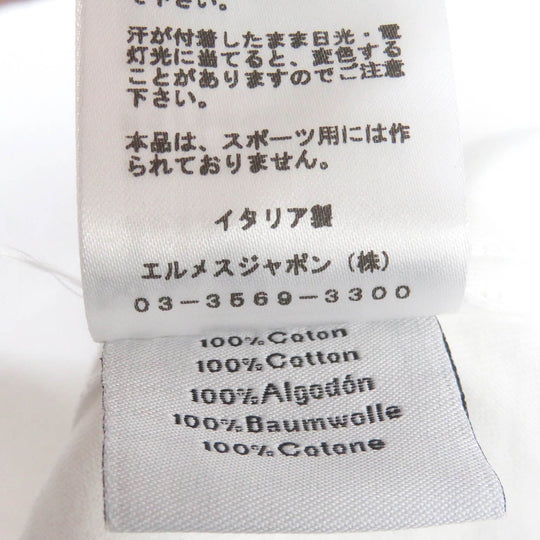 下さい。
汗が付着したまま日光・電
灯光に当てると、変色する
ことがありますのでご注意
下さい。
本品は、スポーツ用には作
られておりません。
イタリア製
エルメスジャポン(株)
03-3569-3300
100%Coton
100%Cotton
100%Algodón
100%Baumwolle
100%Cotone